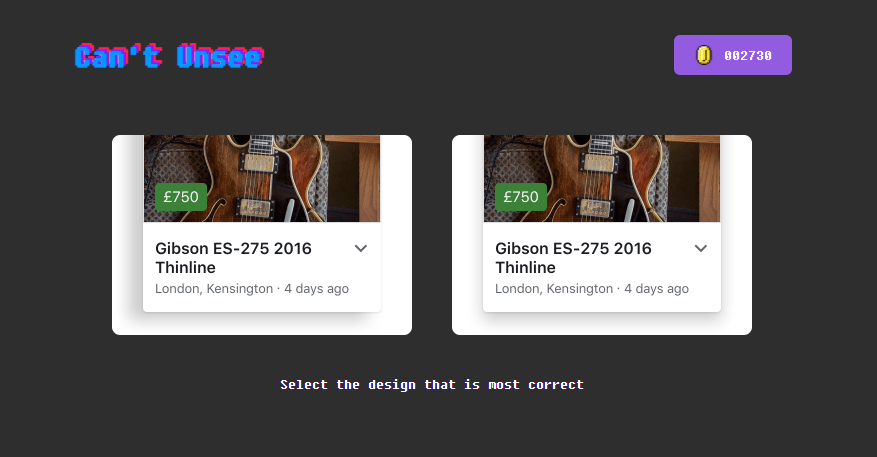 Can't Unsee
002730
£750
Gibson ES-275 2016
Thinline
London, Kensington · 4 days ago
£750
Gibson ES-275 2016
Thinline
London, Kensington · 4 days ago
Select the design that is most correct